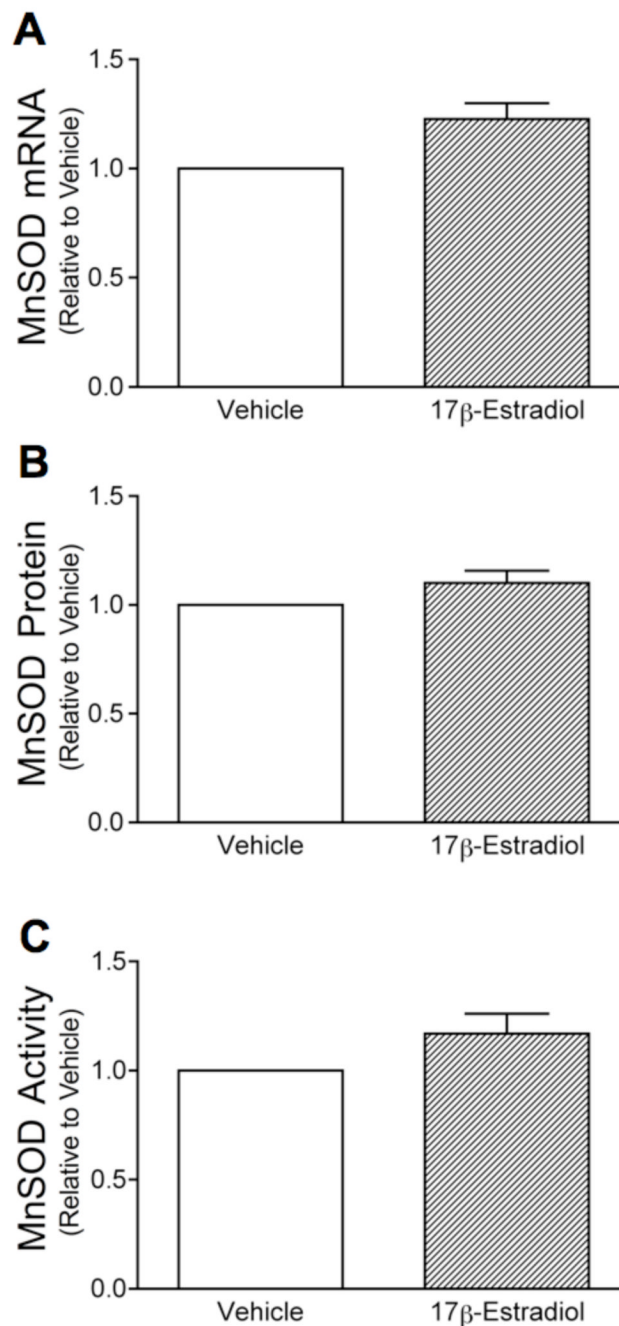 A
MnSOD mRNA
(Relative to Vehicle)
1.5
1.0
0.5
0.0
Vehicle 17β-Estradiol
B
MnSOD Protein
(Relative to Vehicle)
1.5
1.0
0.5
0.0
Vehicle 17β-Estradiol
C
MnSOD Activity
(Relative to Vehicle)
1.5
1.0
0.5
0.0
Vehicle 17β-Estradiol